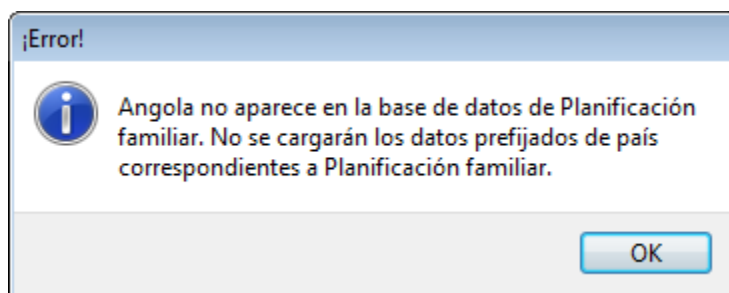 ¡Error!
Angola no aparece en la base de datos de Planificación
familiar. No se cargarán los datos prefijados de país
correspondientes a Planificación familiar.
OK